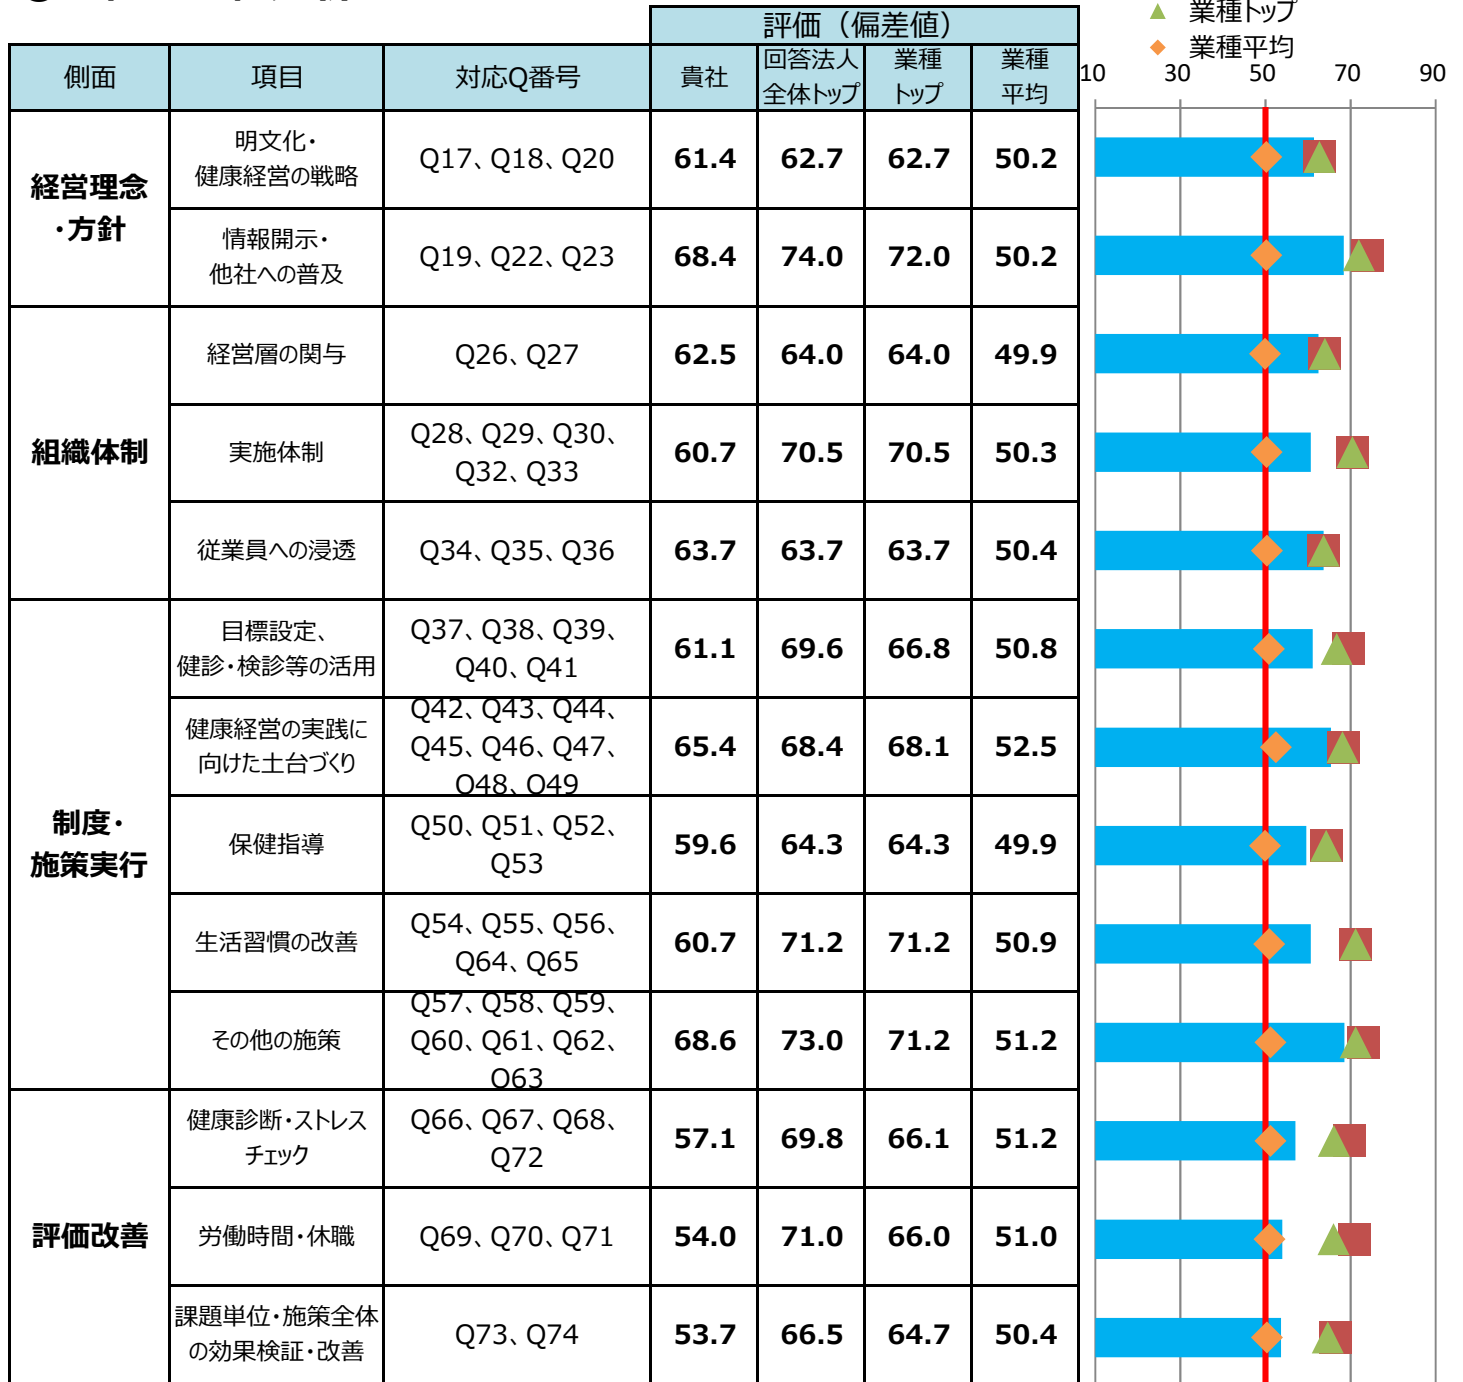 ▲ 業種トップ
◆ 業種平均
評価（偏差値）
側面 項目 対応Q番号 貴社 回答法人 業種 業種
全体トップ トップ 平均
10 30 50 70 90
経営理念
・方針
明文化・
健康経営の戦略
Q17、Q18、Q20 61.4 62.7 62.7 50.2
情報開示・
他社への普及
Q19、Q22、Q23 68.4 74.0 72.0 50.2
組織体制
経営層の関与 Q26、Q27 62.5 64.0 64.0 49.9
実施体制
Q28、Q29、Q30、
Q32、Q33
60.7 70.5 70.5 50.3
従業員への浸透 Q34、Q35、Q36 63.7 63.7 63.7 50.4
制度・
施策実行
目標設定、
健診・検診等の活用
Q37、Q38、Q39、
Q40、Q41
61.1 69.6 66.8 50.8
健康経営の実践に
向けた土台づくり
Q42、Q43、Q44、
Q45、Q46、Q47、
Q48、Q49
65.4 68.4 68.1 52.5
保健指導
Q50、Q51、Q52、
Q53
59.6 64.3 64.3 49.9
生活習慣の改善
Q54、Q55、Q56、
Q64、Q65
60.7 71.2 71.2 50.9
その他の施策
Q57、Q58、Q59、
Q60、Q61、Q62、
Q63
68.6 73.0 71.2 51.2
評価改善
健康診断・ストレス
チェック
Q66、Q67、Q68、
Q72
57.1 69.8 66.1 51.2
労働時間・休職 Q69、Q70、Q71 54.0 71.0 66.0 51.0
課題単位・施策全体
の効果検証・改善
Q73、Q74 53.7 66.5 64.7 50.4